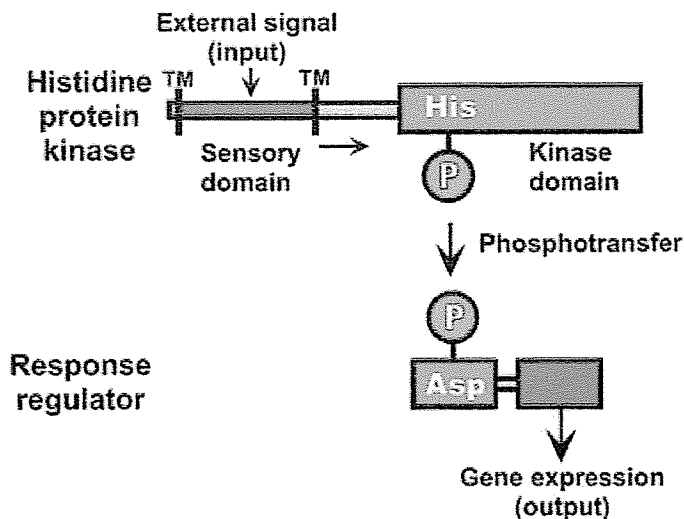 External signal
(input)
TM
TM
Histidine
protein
kinase
His
Sensory
domain
P
Kinase
domain
Phosphotransfer
P
Response
regulator
Asp
Gene expression
(output)